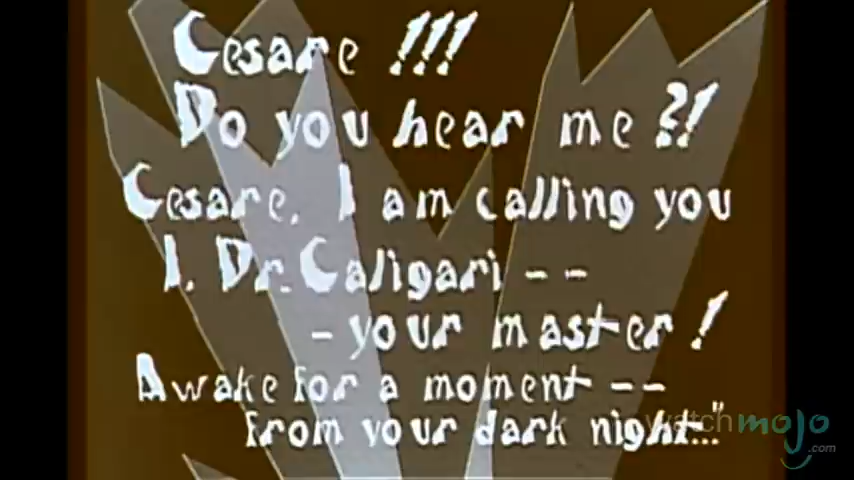 Cesare !!!
Do you hear me ?!
Cesare, I am calling you
I. Dr. Caligari - -
- your master !
Awake for a moment - -
from your dark night..."
watchmojo
.com